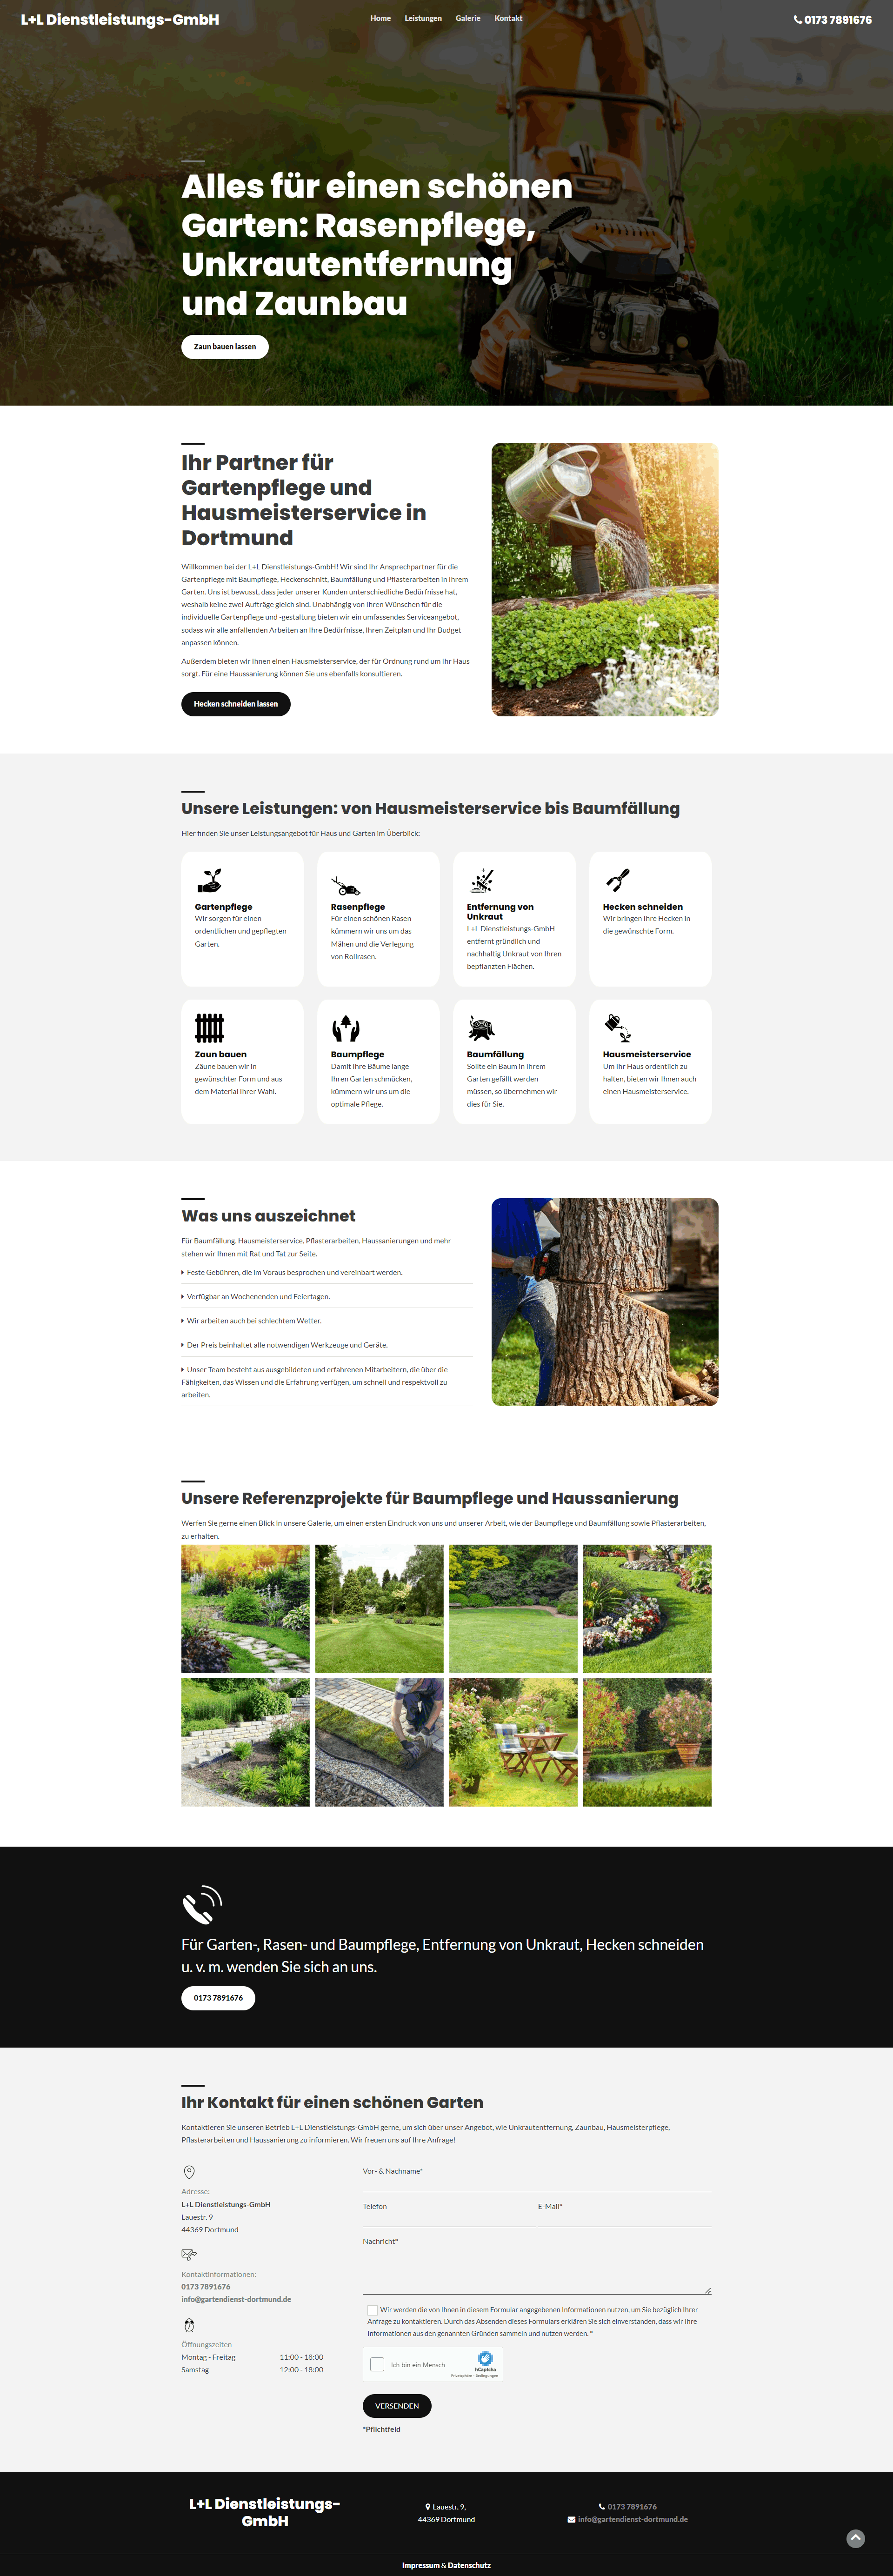 L+L Dienstleistungs-GmbH
Home
Leistungen
Galerie
Kontakt
0173 7891676
Alles für einen schönen
Garten: Rasenpflege,
Unkrautentfernung
und Zaunbau
Zaun bauen lassen
Ihr Partner für
Gartenpflege und
Hausmeisterservice in
Dortmund
Willkommen bei der L+L Dienstleistungs-GmbH! Wir sind Ihr Ansprechpartner für die
Gartenpflege mit Baumpflege, Heckenschnitt, Baumfällung und Pflasterarbeiten in Ihrem
Garten. Uns ist bewusst, dass jeder unserer Kunden unterschiedliche Bedürfnisse hat,
weshalb keine zwei Aufträge gleich sind. Unabhängig von Ihren Wünschen für die
individuelle Gartenpflege und -gestaltung bieten wir ein umfassendes Serviceangebot,
sodass wir alle anfallenden Arbeiten an Ihre Bedürfnisse, Ihren Zeitplan und Ihr Budget
anpassen können.
Außerdem bieten wir Ihnen einen Hausmeisterservice, der für Ordnung rund um Ihr Haus
sorgt. Für eine Haussanierung können Sie uns ebenfalls konsultieren.
Hecken schneiden lassen
Unsere Leistungen: von Hausmeisterservice bis Baumfällung
Hier finden Sie unser Leistungsangebot für Haus und Garten im Überblick:
Gartenpflege
Wir sorgen für einen
ordentlichen und gepflegten
Garten.
Rasenpflege
Für einen schönen Rasen
kümmern wir uns um das
Mähen und die Verlegung
von Rollrasen.
Entfernung von
Unkraut
L+L Dienstleistungs-GmbH
entfernt gründlich und
nachhaltig Unkraut von Ihren
bepflanzten Flächen.
Hecken schneiden
Wir bringen Ihre Hecken in
die gewünschte Form.
Zaun bauen
Zäune bauen wir in
gewünschter Form und aus
dem Material Ihrer Wahl.
Baumpflege
Damit Ihre Bäume lange
Ihren Garten schmücken,
kümmern wir uns um die
optimale Pflege.
Baumfällung
Sollte ein Baum in Ihrem
Garten gefällt werden
müssen, so übernehmen wir
dies für Sie.
Hausmeisterservice
Um Ihr Haus ordentlich zu
halten, bieten wir Ihnen auch
einen Hausmeisterservice.
Was uns auszeichnet
Für Baumfällung, Hausmeisterservice, Pflasterarbeiten, Haussanierungen und mehr
stehen wir Ihnen mit Rat und Tat zur Seite.
Feste Gebühren, die im Voraus besprochen und vereinbart werden.
Verfügbar an Wochenenden und Feiertagen.
Wir arbeiten auch bei schlechtem Wetter.
Der Preis beinhaltet alle notwendigen Werkzeuge und Geräte.
Unser Team besteht aus ausgebildeten und erfahrenen Mitarbeitern, die über die
Fähigkeiten, das Wissen und die Erfahrung verfügen, um schnell und respektvoll zu
arbeiten.
Unsere Referenzprojekte für Baumpflege und Haussanierung
Werfen Sie gerne einen Blick in unsere Galerie, um einen ersten Eindruck von uns und unserer Arbeit, wie der Baumpflege und Baumfällung sowie Pflasterarbeiten,
zu erhalten.
Für Garten-, Rasen- und Baumpflege, Entfernung von Unkraut, Hecken schneiden
u. v. m. wenden Sie sich an uns.
0173 7891676
Ihr Kontakt für einen schönen Garten
Kontaktieren Sie unseren Betrieb L+L Dienstleistungs-GmbH gerne, um sich über unser Angebot, wie Unkrautentfernung, Zaunbau, Hausmeisterpflege,
Pflasterarbeiten und Haussanierung zu informieren. Wir freuen uns auf Ihre Anfrage!
Adresse:
L+L Dienstleistungs-GmbH
Lauestr. 9
44369 Dortmund
Kontaktinformationen:
0173 7891676
info@gartendienst-dortmund.de
Öffnungszeiten
Montag - Freitag 11:00 - 18:00
Samstag 12:00 - 18:00
Vor- & Nachname*
Telefon
E-Mail*
Nachricht*
Wir werden die von Ihnen in diesem Formular angegebenen Informationen nutzen, um Sie bezüglich Ihrer
Anfrage zu kontaktieren. Durch das Absenden dieses Formulars erklären Sie sich einverstanden, dass wir Ihre
Informationen aus den genannten Gründen sammeln und nutzen werden. *
Ich bin ein Mensch
hCaptcha
Privatsphäre - Bedingungen
VERSENDEN
*Pflichtfeld
L+L Dienstleistungs-
GmbH
Lauestr. 9,
44369 Dortmund
0173 7891676
info@gartendienst-dortmund.de
Impressum & Datenschutz